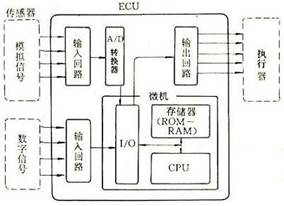 ECU
传感器
模拟信号
输入回路
A/D
转换器
输出回路
执行器
微机
存储器
(ROM-
RAM)
I/O
CPU
数字信号
输入回路